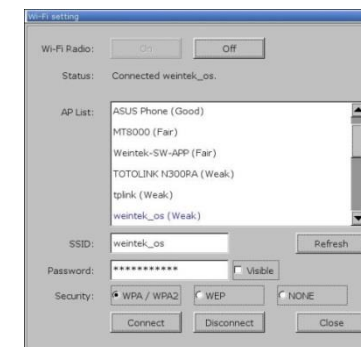 Wi-Fi setting
Wi-Fi Radio: On Off
Status: Connected weintek_os.
AP List: ASUS Phone (Good)
MT8000 (Fair)
Weintek-SW-APP (Fair)
TOTOLINK N300RA (Weak)
tplink (Weak)
weintek_os (Weak)
SSID: weintek_os Refresh
Password: *********** Visible
Security: WPA / WPA2 WEP NONE
Connect Disconnect Close